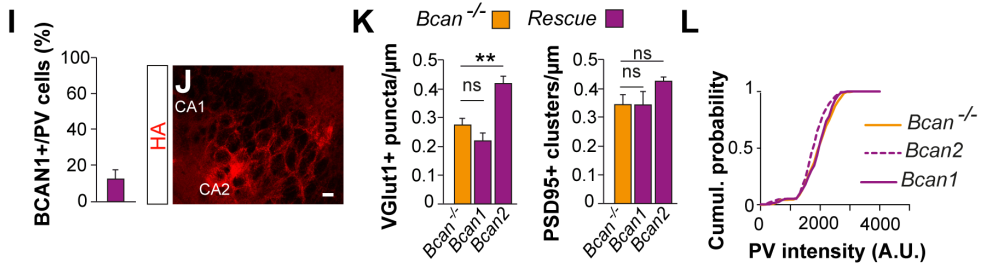 I
BCAN1+/PV cells (%)
100
80
60
40
20
0
HA
J
CA1
CA2
K
Bcan -/-
Rescue
VGlut1+ puncta/µm
0.5
0.4
0.3
0.2
0.1
0
**
ns
Bcan-/-
Bcan1
Bcan2
PSD95+ clusters/µm
0.5
0.4
0.3
0.2
0.1
0
ns
ns
Bcan-/-
Bcan1
Bcan2
L
Cumul. probability
1
0.5
0
0
2000
4000
PV intensity (A.U.)
Bcan -/-
Bcan2
Bcan1